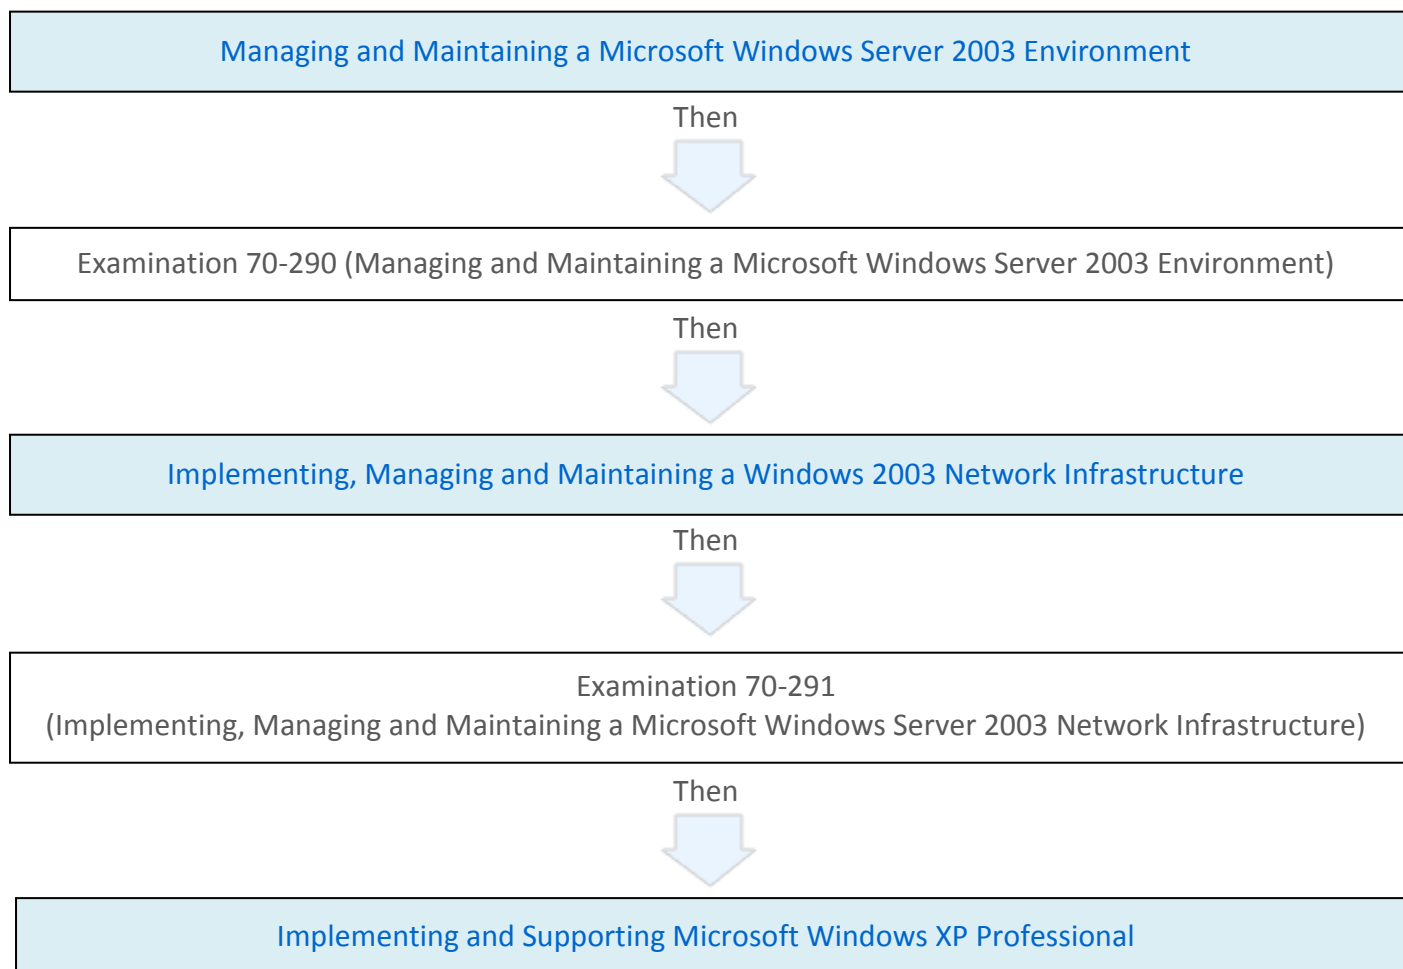 Managing and Maintaining a Microsoft Windows Server 2003 Environment
Then
Examination 70-290 (Managing and Maintaining a Microsoft Windows Server 2003 Environment)
Then
Implementing, Managing and Maintaining a Windows 2003 Network Infrastructure
Then
Examination 70-291
(Implementing, Managing and Maintaining a Microsoft Windows Server 2003 Network Infrastructure)
Then
Implementing and Supporting Microsoft Windows XP Professional